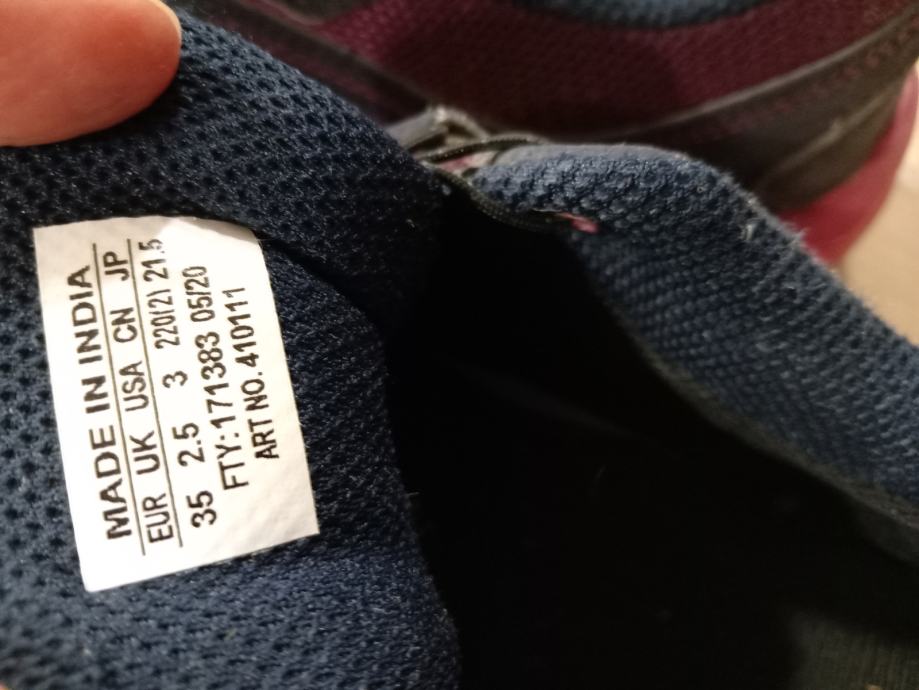 MADE IN INDIA
EUR UK USA CN JP
35 2.5 3 220(2) 21.5
FTY: 171383 05/20
ART NO. 410111